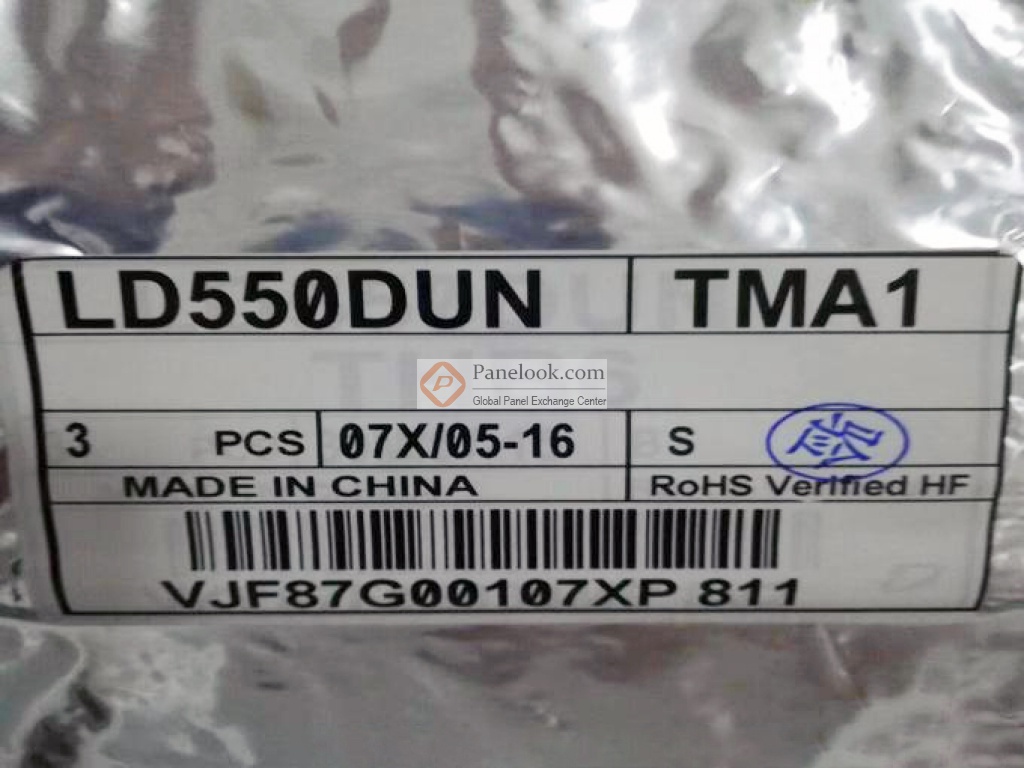 LD550DUN TMA1
Panelook.com
Global Panel Exchange Center
3 PCS 07X/05-16 S
MADE IN CHINA RoHS Verified HF
VJF87G00107XP 811